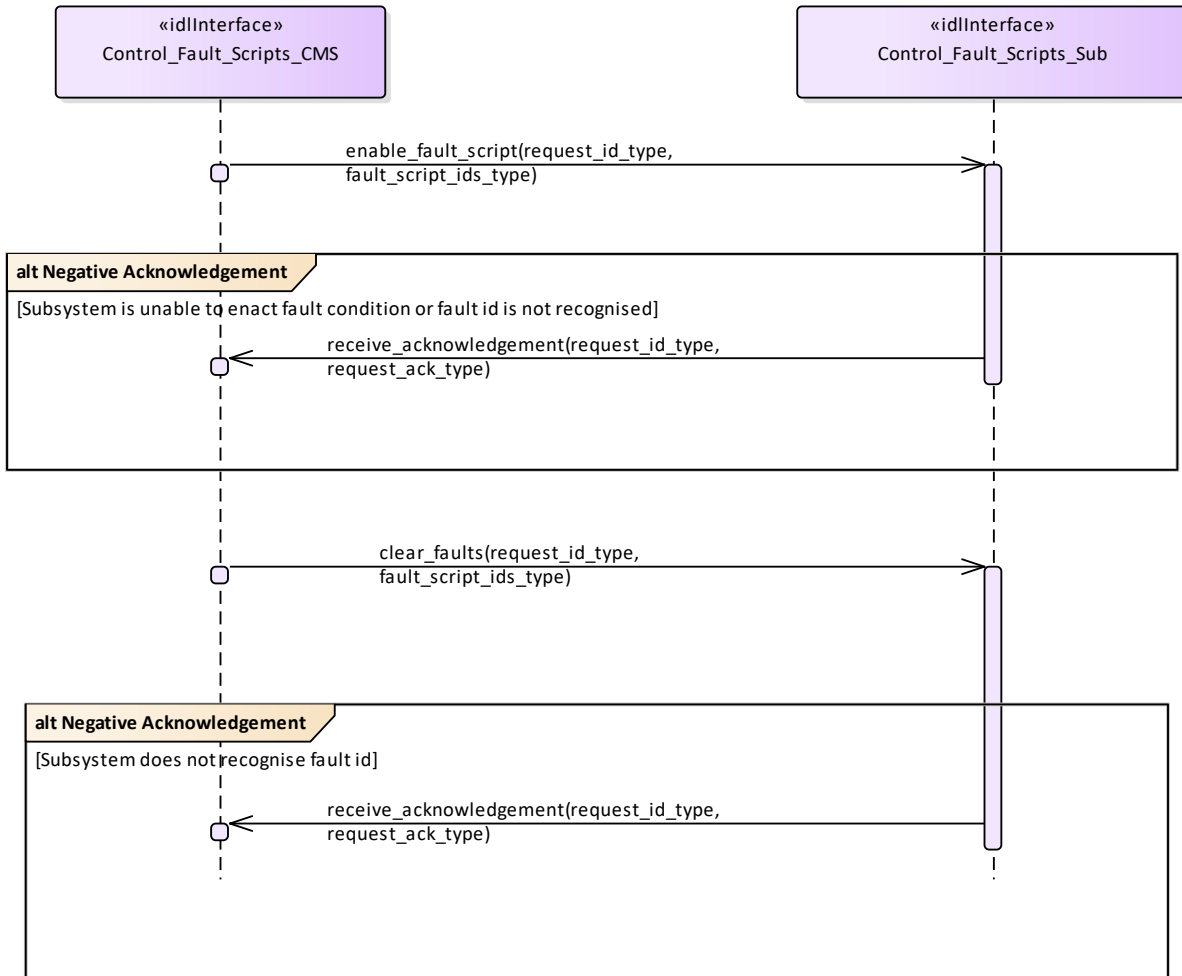 «idlInterface»
Control_Fault_Scripts_CMS
«idlInterface»
Control_Fault_Scripts_Sub
enable_fault_script(request_id_type,
fault_script_ids_type)
alt Negative Acknowledgement
[Subsystem is unable to enact fault condition or fault id is not recognised]
receive_acknowledgement(request_id_type,
request_ack_type)
clear_faults(request_id_type,
fault_script_ids_type)
alt Negative Acknowledgement
[Subsystem does not recognise fault id]
receive_acknowledgement(request_id_type,
request_ack_type)